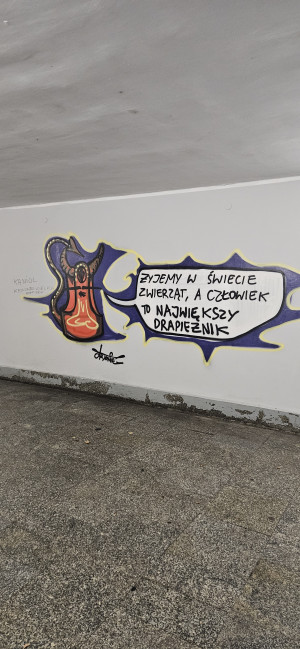 ŻYJEMY W ŚWIECIE
ZWIERZĄT, A CZŁOWIEK
TO NAJWIĘKSZY
DRAPIEŻNIK